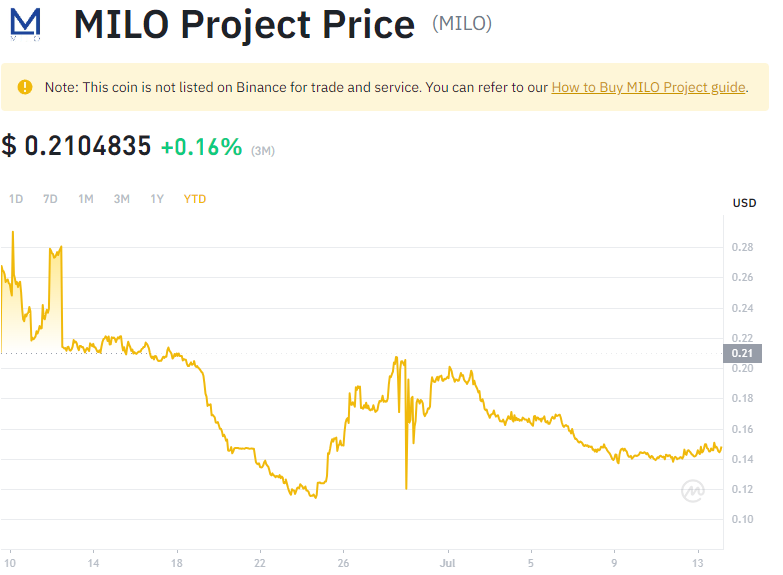 MILO Project Price (MILO)
Note: This coin is not listed on Binance for trade and service. You can refer to our How to Buy MILO Project guide.
$ 0.2104835 +0.16% (3M)
1D 7D 1M 3M 1Y YTD
USD
0.28
0.26
0.24
0.22
0.21
0.20
0.18
0.16
0.14
0.12
0.10
10 14 18 22 26 Jul 5 9 13